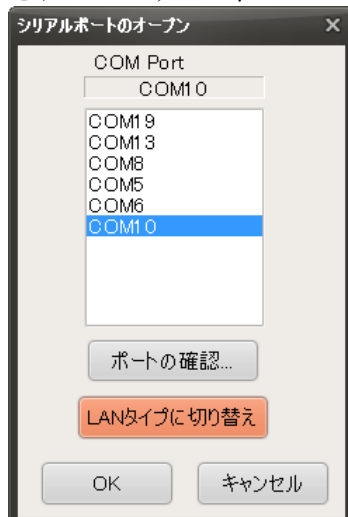 シリアルポートのオープン
COM Port
COM10
COM19
COM13
COM8
COM5
COM6
COM10
ポートの確認...
LANタイプに切り替え
OK
キャンセル